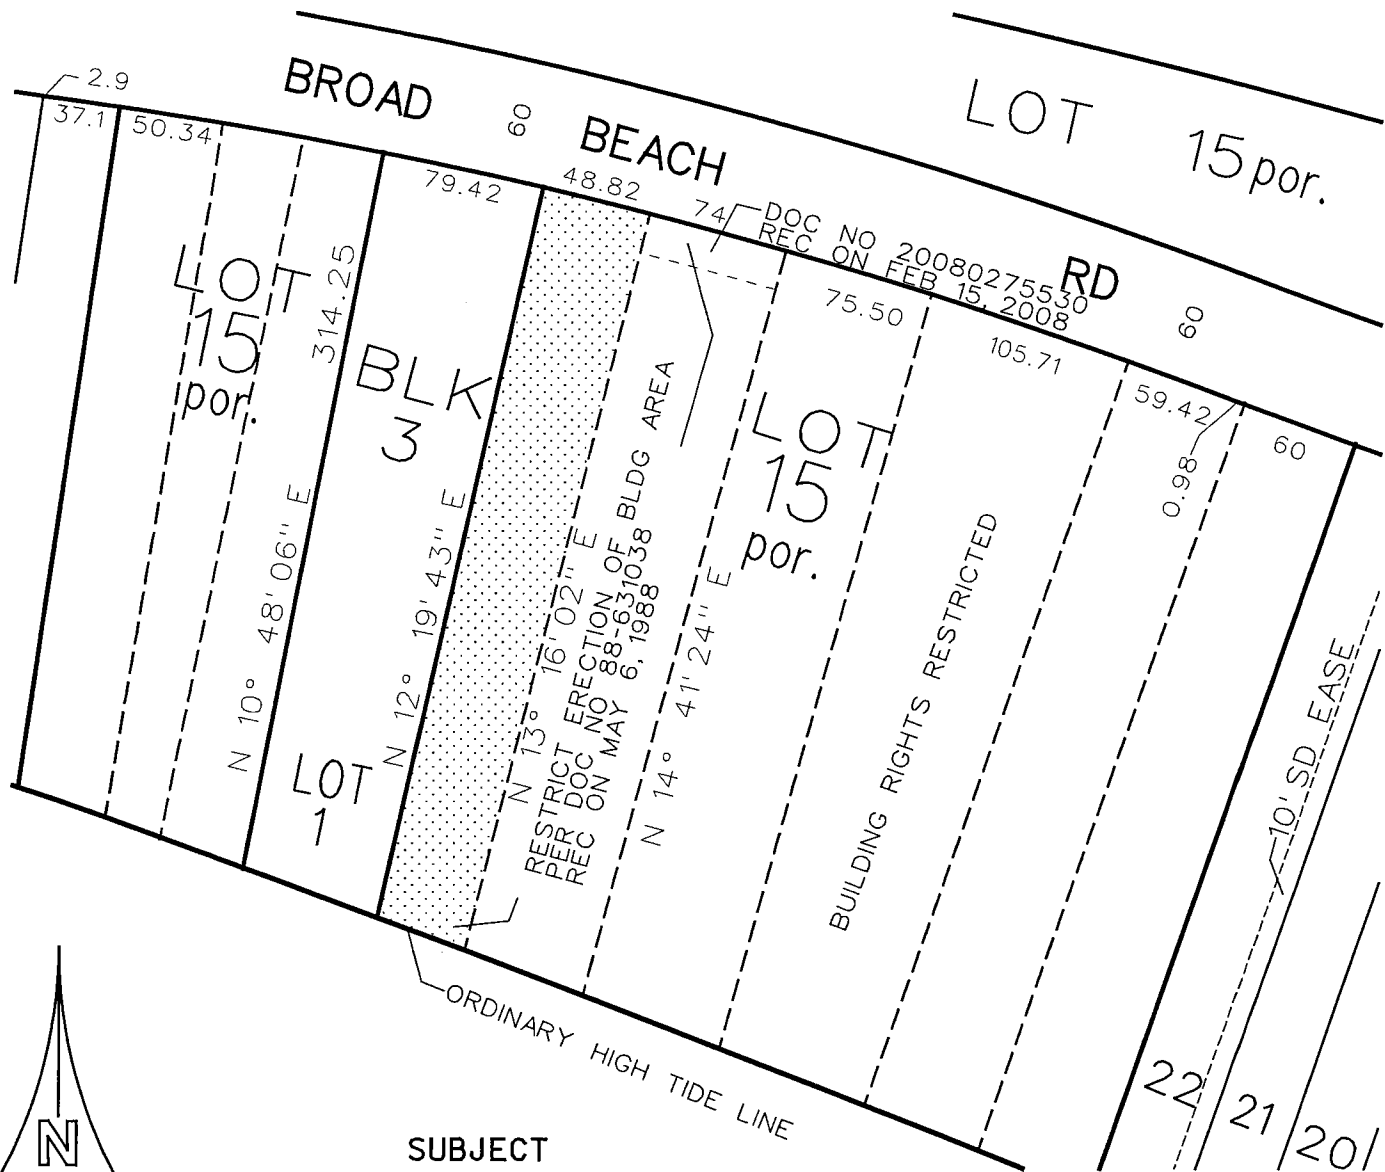 2.9
37.1
50.34
BROAD
60
BEACH
LOT
15 por.
79.42
48.82
74
DOC NO 20080275530
REC ON FEB 15, 2008
RD
60
75.50
105.71
59.42
0.98
60
LOT
15
por.
314.25
BLK
3
LOT
15
por.
N 10° 48' 06" E
N 12° 19' 43" E
N 13° 16' 02" E
RESTRICT ERECTION OF BLDG AREA
PER DOC NO 88-631038
REC ON MAY 6, 1988
N 14° 41' 24" E
BUILDING RIGHTS RESTRICTED
10' SD EASE
LOT
1
ORDINARY HIGH TIDE LINE
22
21
20
N
SUBJECT